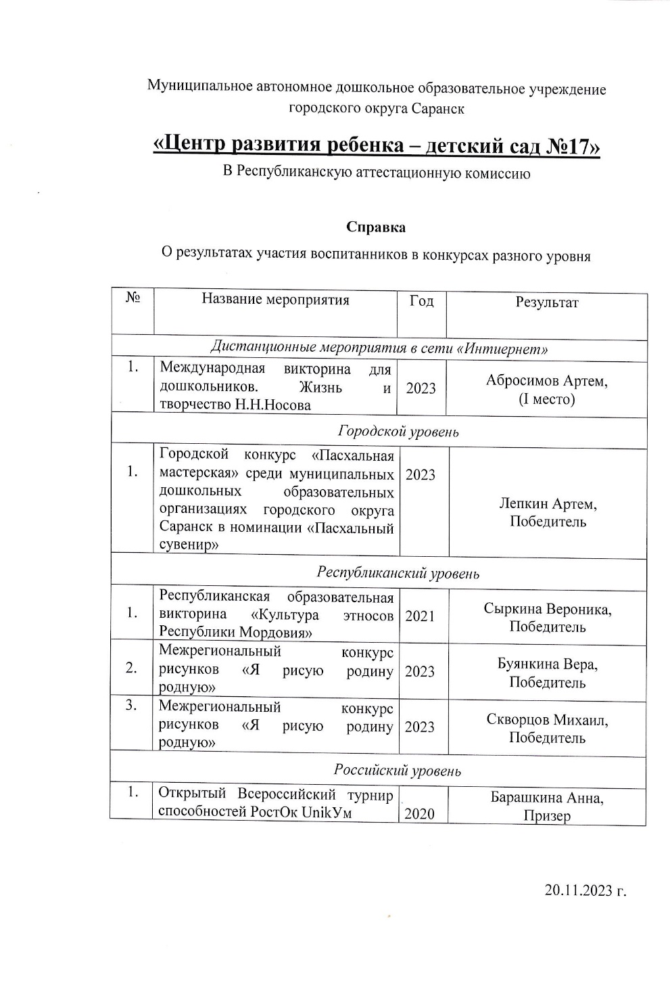 Муниципальное автономное дошкольное образовательное учреждение
городского округа Саранск
«Центр развития ребенка – детский сад №17»
В Республиканскую аттестационную комиссию
Справка
О результатах участия воспитанников в конкурсах разного уровня
№ Название мероприятия Год Результат
Дистанционные мероприятия в сети «Интиернет»
1. Международная викторина для
дошкольников. Жизнь и
творчество Н.Н.Носова
2023
Абросимов Артем,
(I место)
Городской уровень
1.
Городской конкурс «Пасхальная
мастерская» среди муниципальных
дошкольных образовательных
организациях городского округа
Саранск в номинации «Пасхальный
сувенир»
2023
Лепкин Артем,
Победитель
Республиканский уровень
1.
Республиканская образовательная
викторина «Культура этносов
Республики Мордовия»
2021
Сыркина Вероника,
Победитель
2.
Межрегиональный конкурс
рисунков «Я рисую родину
родную»
2023
Буянкина Вера,
Победитель
3.
Межрегиональный конкурс
рисунков «Я рисую родину
родную»
2023
Скворцов Михаил,
Победитель
Российский уровень
1.
Открытый Всероссийский турнир
способностей РостОк UnikУм
2020
Барашкина Анна,
Призер
20.11.2023 г.